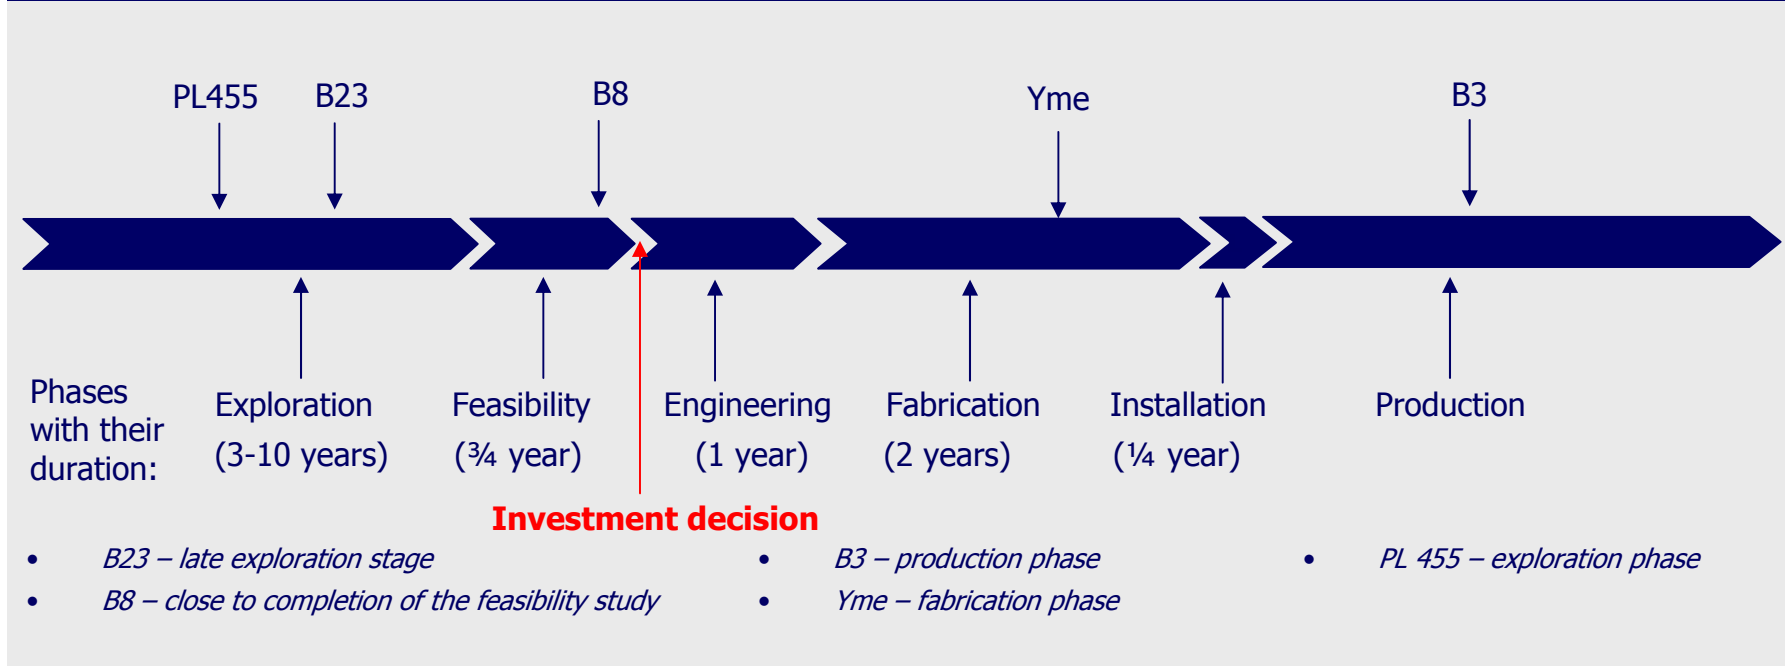 PL455
B23
B8
Yme
B3
Phases
with their
duration:
Exploration
(3-10 years)
Feasibility
(¾ year)
Engineering
(1 year)
Fabrication
(2 years)
Installation
(¼ year)
Production
Investment decision
• B23 – late exploration stage
• B8 – close to completion of the feasibility study
• B3 – production phase
• Yme – fabrication phase
• PL 455 – exploration phase